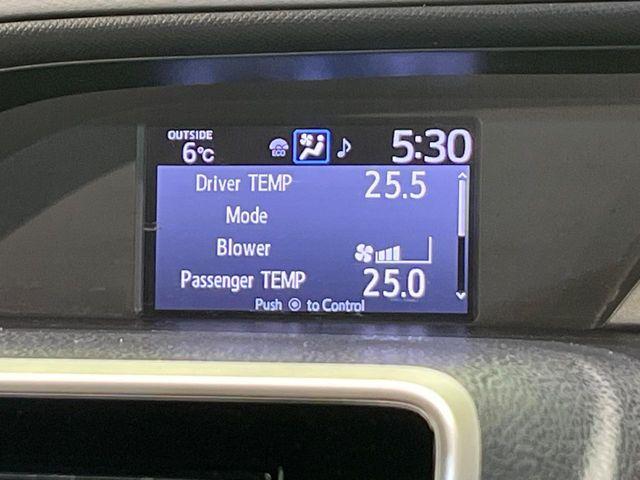 OUTSIDE
6°C ECO 5:30
Driver TEMP 25.5
Mode
Blower
Passenger TEMP 25.0
Push to Control